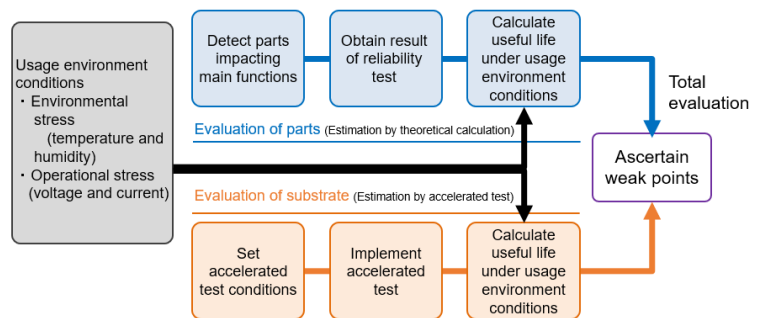 Usage environment
conditions
・ Environmental
stress
(temperature and
humidity)
・ Operational stress
(voltage and current)
Detect parts
impacting
main functions
Obtain result
of reliability
test
Calculate
useful life
under usage
environment
conditions
Total
evaluation
Evaluation of parts (Estimation by theoretical calculation)
Ascertain
weak points
Evaluation of substrate (Estimation by accelerated test)
Set
accelerated
test conditions
Implement
accelerated
test
Calculate
useful life
under usage
environment
conditions